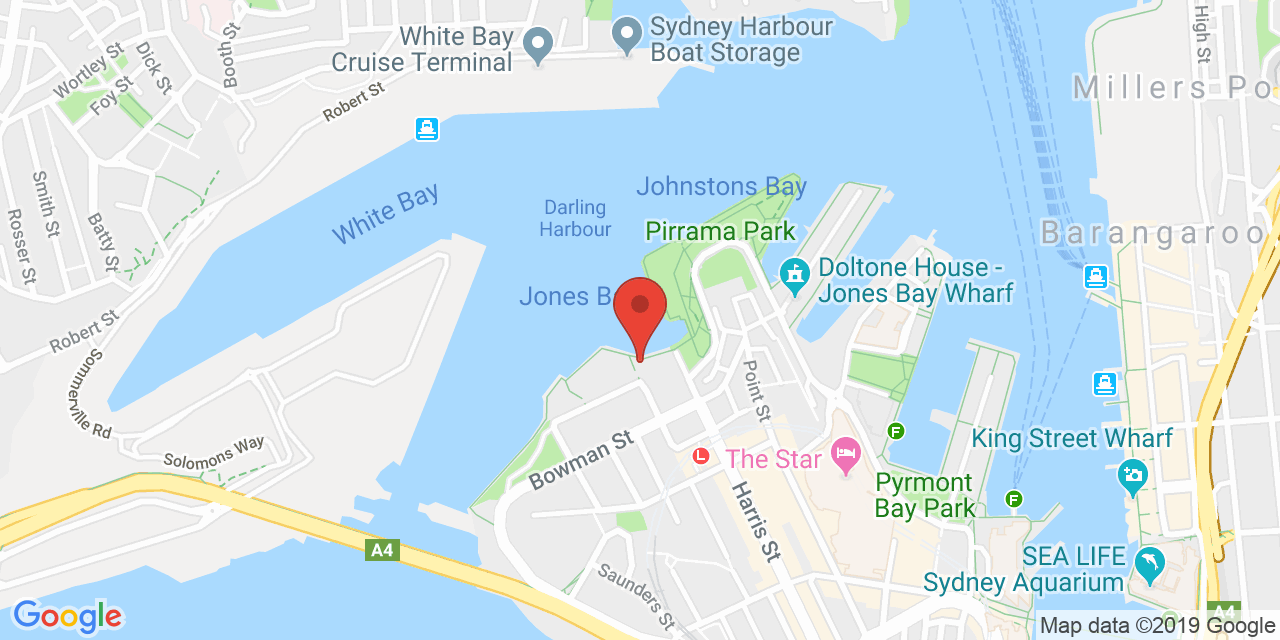 White Bay
Cruise Terminal
Sydney Harbour
Boat Storage
High St
Millers Po
Wortley St
Dick St
Booth St
Foy St
Robert St
Smith St
Rosser St
Batty St
White Bay
Darling
Harbour
Johnstons Bay
Pirrama Park
Barangaroo
Doltone House -
Jones Bay Wharf
Jones B
Robert St
Sommerville Rd
Solomons Way
Point St
Bowman St
L
The Star
F
King Street Wharf
Pyrmont
Bay Park
F
Harris St
A4
Saunders St
SEA LIFE
Sydney Aquarium
A4
Google
Map data ©2019 Google